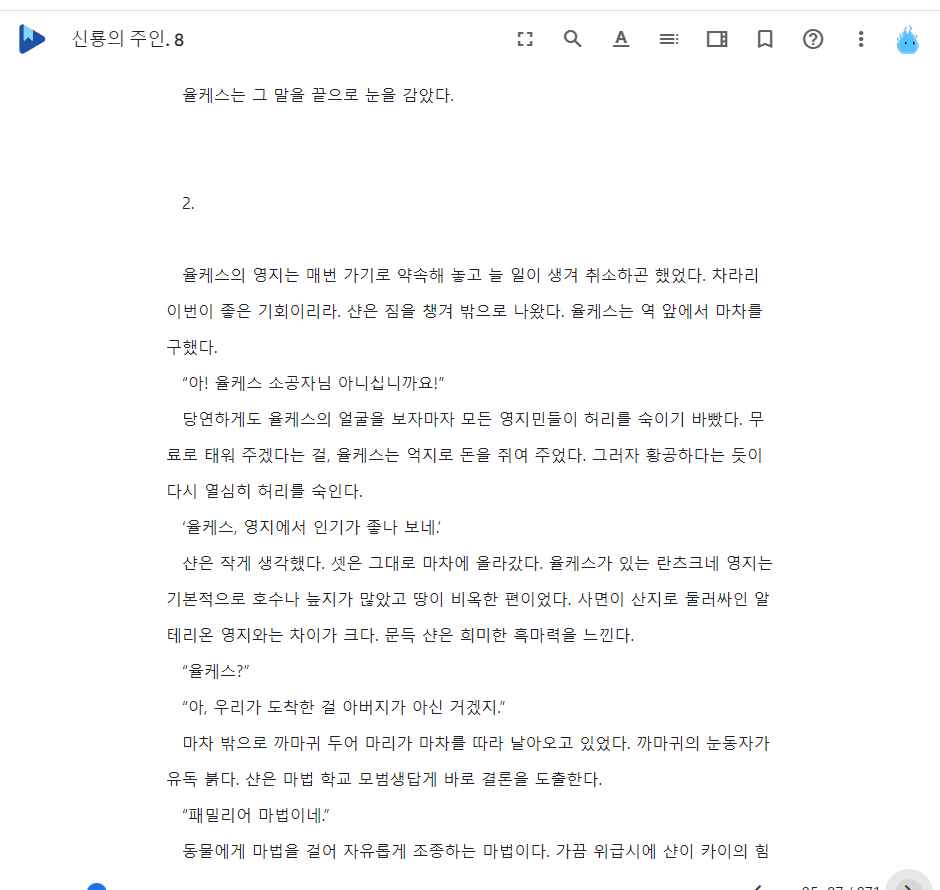 신룡의 주인. 8
율케스는 그 말을 끝으로 눈을 감았다.
2.
율케스의 영지는 매번 가기로 약속해 놓고 늘 일이 생겨 취소하곤 했었다. 차라리
이번이 좋은 기회이리라. 샨은 짐을 챙겨 밖으로 나왔다. 율케스는 역 앞에서 마차를
구했다.
“아! 율케스 소공자님 아니십니까요!”
당연하게도 율케스의 얼굴을 보자마자 모든 영지민들이 허리를 숙이기 바빴다. 무
료로 태워 주겠다는 걸, 율케스는 억지로 돈을 쥐여 주었다. 그러자 황공하다는 듯이
다시 열심히 허리를 숙인다.
‘율케스, 영지에서 인기가 좋나 보네.’
샨은 작게 생각했다. 셋은 그대로 마차에 올라갔다. 율케스가 있는 란츠크네 영지는
기본적으로 호수나 늪지가 많았고 땅이 비옥한 편이었다. 사면이 산지로 둘러싸인 알
테리온 영지와는 차이가 크다. 문득 샨은 희미한 흑마력을 느낀다.
“율케스?”
“아, 우리가 도착한 걸 아버지가 아신 거겠지.”
마차 밖으로 까마귀 두어 마리가 마차를 따라 날아오고 있었다. 까마귀의 눈동자가
유독 붉다. 샨은 마법 학교 모범생답게 바로 결론을 도출한다.
“패밀리어 마법이네.”
동물에게 마법을 걸어 자유롭게 조종하는 마법이다. 가끔 위급시에 샨이 카이의 힘